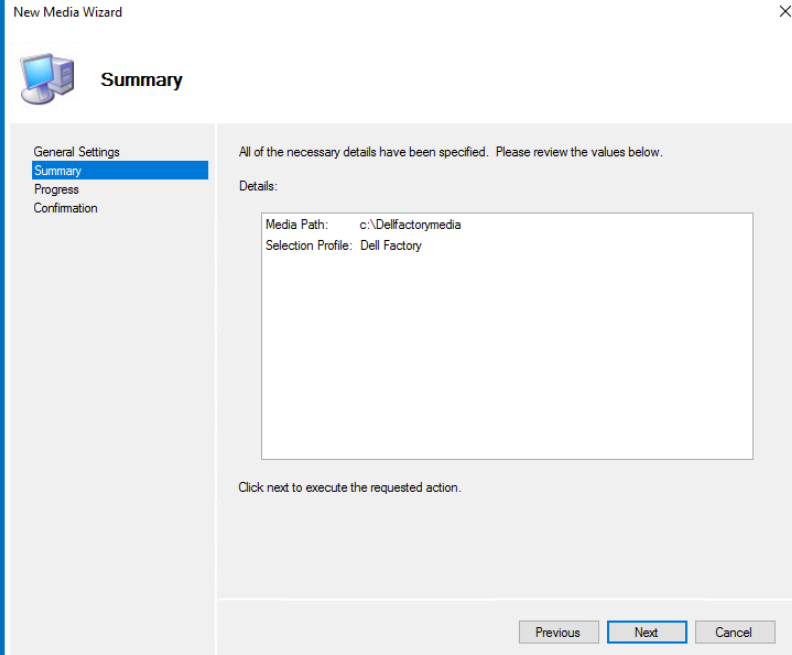 New Media Wizard
Summary
General Settings
Summary
Progress
Confirmation
All of the necessary details have been specified. Please review the values below.
Details:
Media Path: c:\Dellfactorymedia
Selection Profile: Dell Factory
Click next to execute the requested action.
Previous Next Cancel